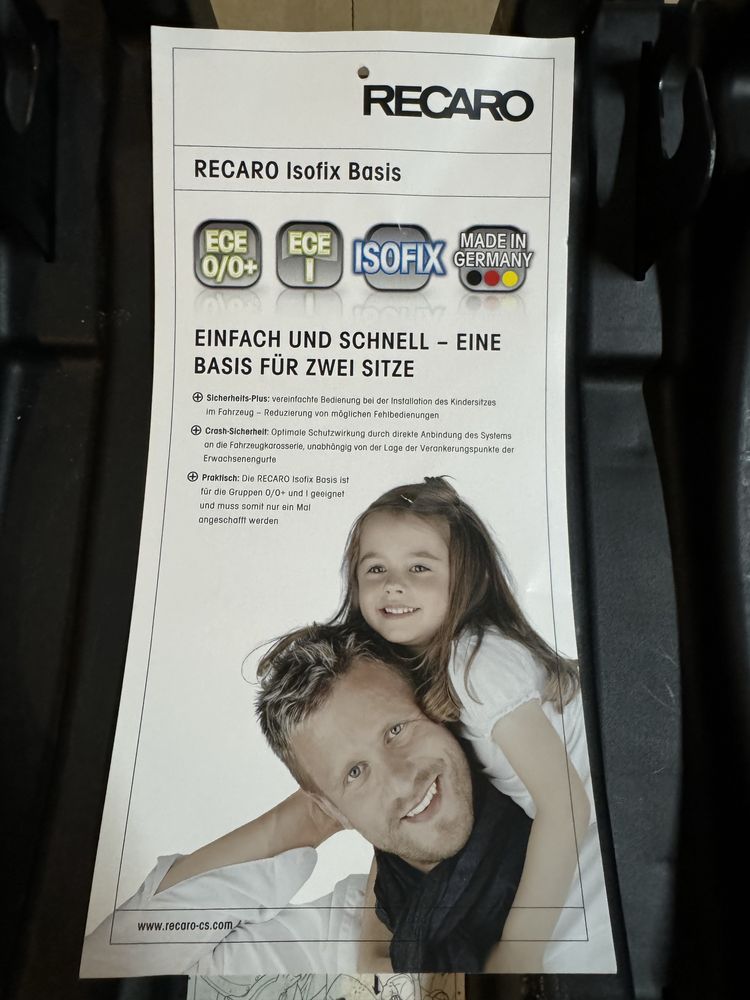 RECARO
RECARO Isofix Basis
ECE
0/0+
ECE
I
ISOFIX
MADE IN
GERMANY
EINFACH UND SCHNELL – EINE
BASIS FÜR ZWEI SITZE
Sicherheits-Plus: vereinfachte Bedienung bei der Installation des Kindersitzes
im Fahrzeug – Reduzierung von möglichen Fehlbedienungen
Crash-Sicherheit: Optimale Schutzwirkung durch direkte Anbindung des Systems
an die Fahrzeugkarosserie, unabhängig von der Lage der Verankerungspunkte der
Erwachsenengurte
Praktisch: Die RECARO Isofix Basis ist
für die Gruppen 0/0+ und I geeignet
und muss somit nur ein Mal
angeschafft werden
www.recaro-cs.com